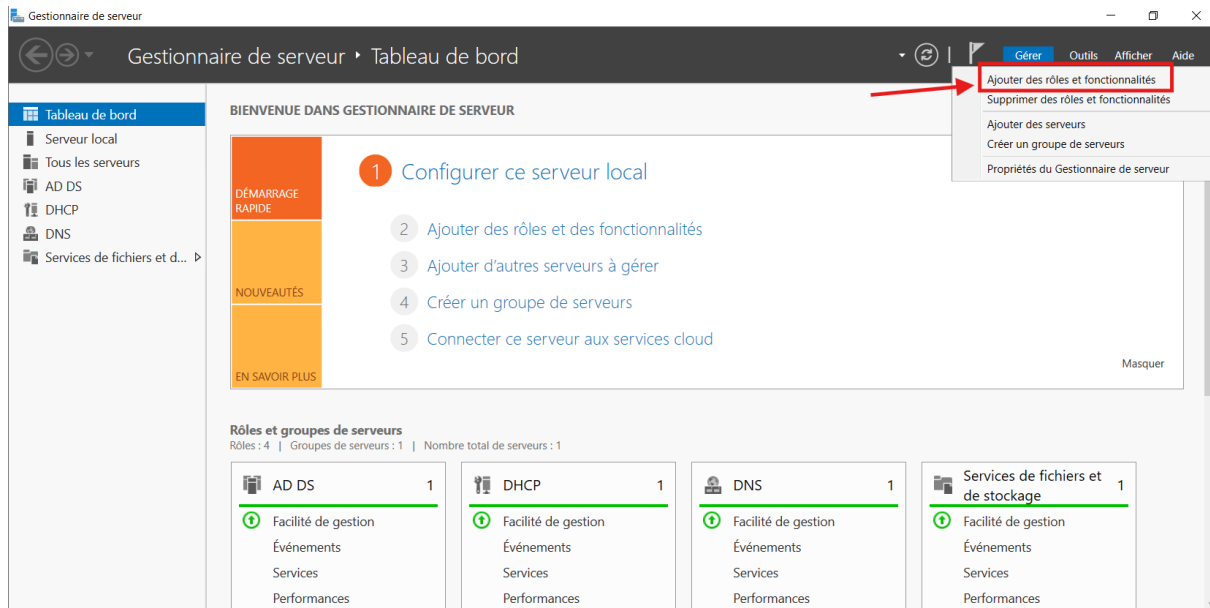 Gestionnaire de serveur
Gestionnaire de serveur ‣ Tableau de bord
Gérer Outils Afficher Aide
Ajouter des rôles et fonctionnalités
Supprimer des rôles et fonctionnalités
Ajouter des serveurs
Créer un groupe de serveurs
Propriétés du Gestionnaire de serveur
Tableau de bord
Serveur local
Tous les serveurs
AD DS
DHCP
DNS
Services de fichiers et d...
BIENVENUE DANS GESTIONNAIRE DE SERVEUR
DÉMARRAGE
RAPIDE
NOUVEAUTÉS
EN SAVOIR PLUS
1 Configurer ce serveur local
2 Ajouter des rôles et des fonctionnalités
3 Ajouter d’autres serveurs à gérer
4 Créer un groupe de serveurs
5 Connecter ce serveur aux services cloud
Masquer
Rôles et groupes de serveurs
Rôles : 4 | Groupes de serveurs : 1 | Nombre total de serveurs : 1
AD DS 1
Facilité de gestion
Événements
Services
Performances
DHCP 1
Facilité de gestion
Événements
Services
Performances
DNS 1
Facilité de gestion
Événements
Services
Performances
Services de fichiers et
de stockage 1
Facilité de gestion
Événements
Services
Performances